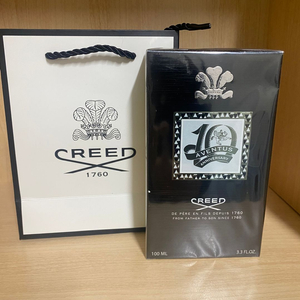 CREED
1760
10
AVENTUS
ANNIVERSARY
CREED
DE PÈRE EN FILS DEPUIS 1760
FROM FATHER TO SON SINCE 1760
100 ML
3.3 FL.OZ.